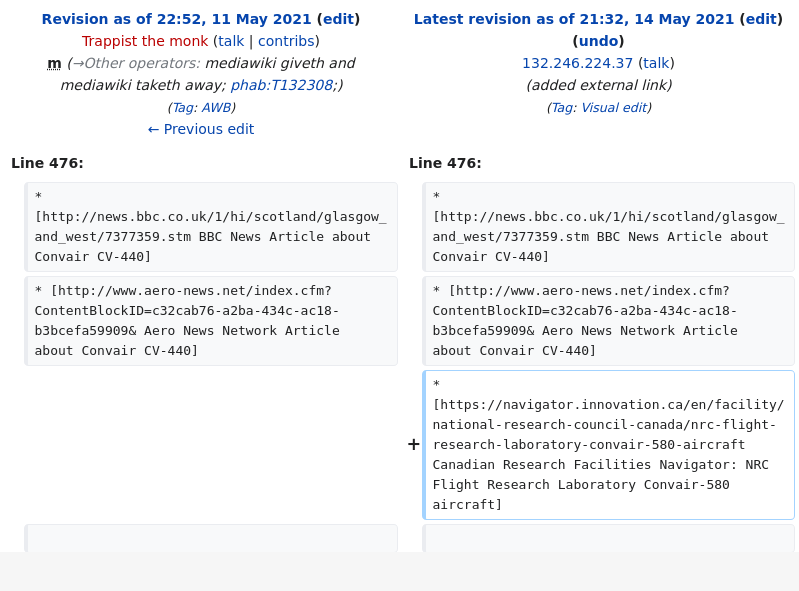 Revision as of 22:52, 11 May 2021 (edit)
Trappist the monk (talk | contribs)
m (→Other operators: mediawiki giveth and
mediawiki taketh away; phab:T132308;)
(Tag: AWB)
← Previous edit
Latest revision as of 21:32, 14 May 2021 (edit)
(undo)
132.246.224.37 (talk)
(added external link)
(Tag: Visual edit)
Line 476:
*
[http://news.bbc.co.uk/1/hi/scotland/glasgow_
and_west/7377359.stm BBC News Article about
Convair CV-440]
* [http://www.aero-news.net/index.cfm?
ContentBlockID=c32cab76-a2ba-434c-ac18-
b3bcefa59909& Aero News Network Article
about Convair CV-440]
Line 476:
*
[http://news.bbc.co.uk/1/hi/scotland/glasgow_
and_west/7377359.stm BBC News Article about
Convair CV-440]
* [http://www.aero-news.net/index.cfm?
ContentBlockID=c32cab76-a2ba-434c-ac18-
b3bcefa59909& Aero News Network Article
about Convair CV-440]
+
*
[https://navigator.innovation.ca/en/facility/
national-research-council-canada/nrc-flight-
research-laboratory-convair-580-aircraft
Canadian Research Facilities Navigator: NRC
Flight Research Laboratory Convair-580
aircraft]